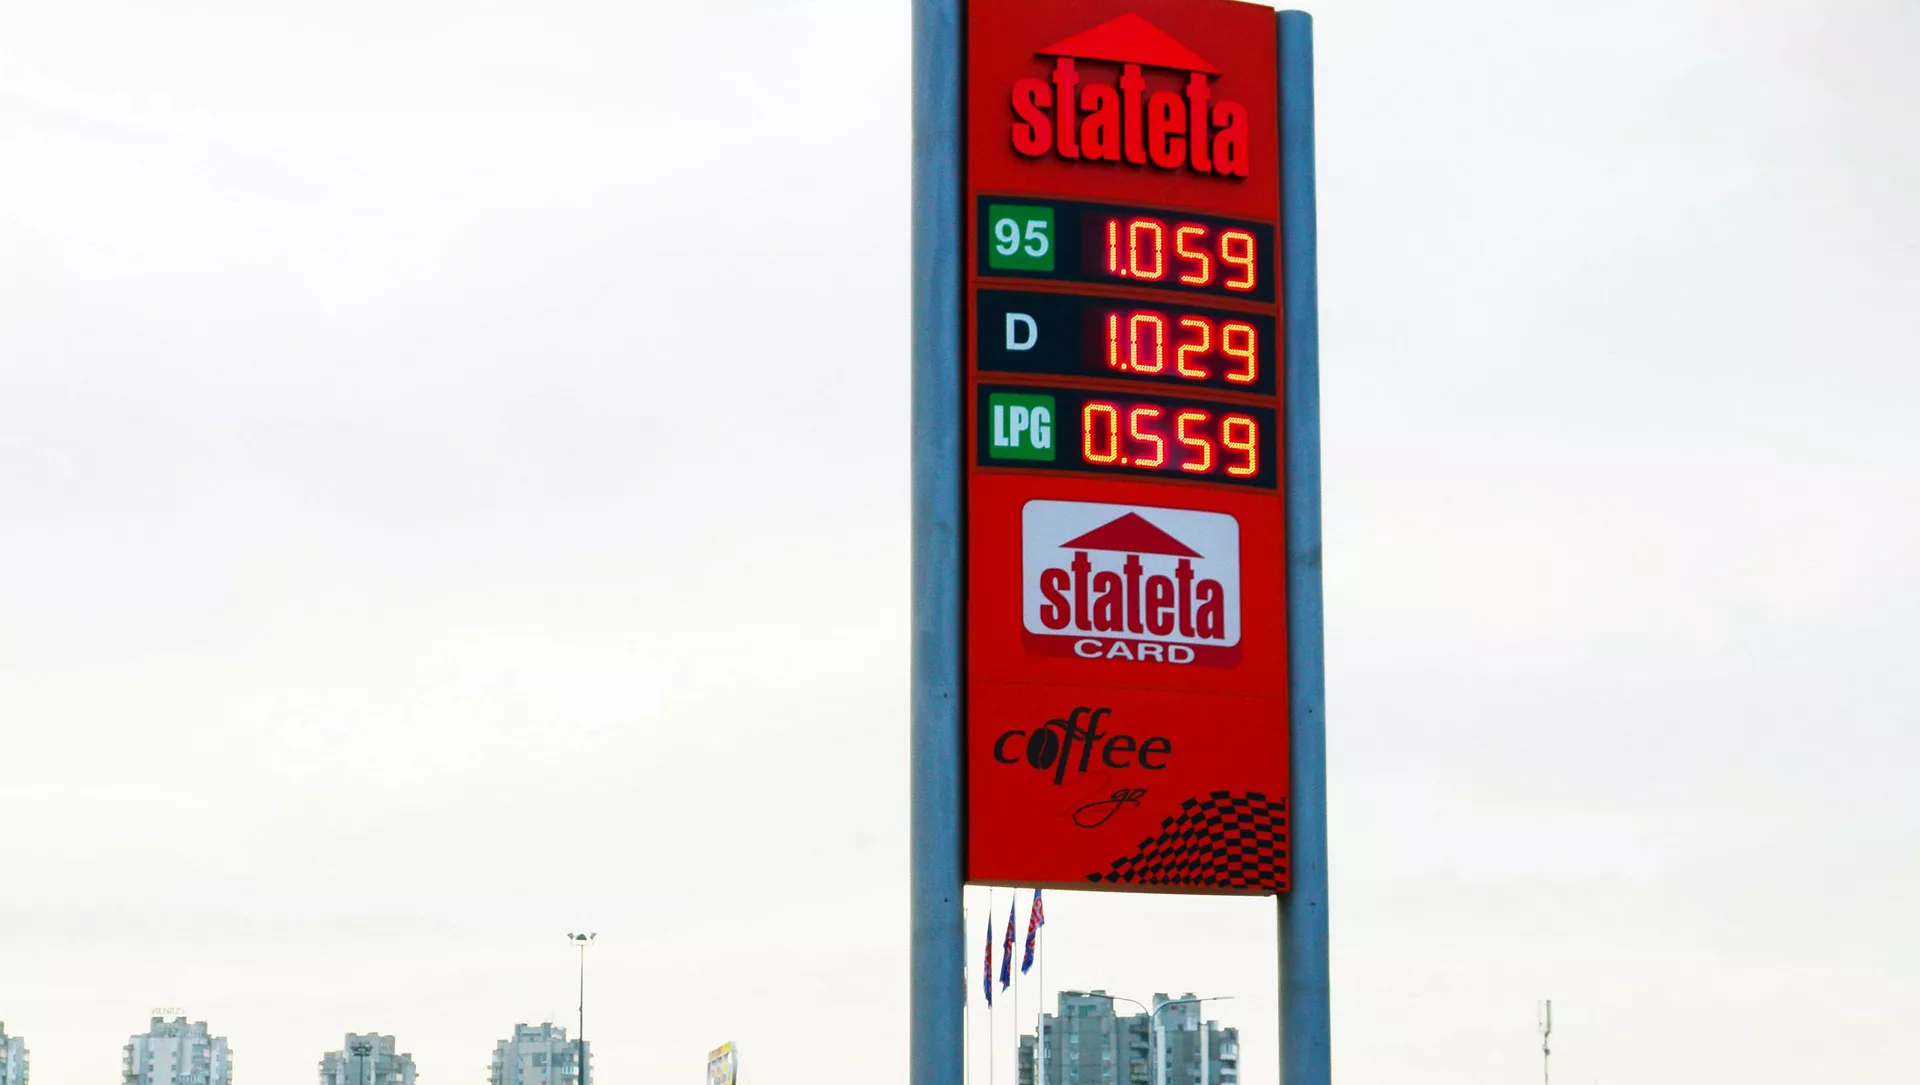 stateta
95 1.059
D 1.029
LPG 0.559
stateta
CARD
coffee
2go